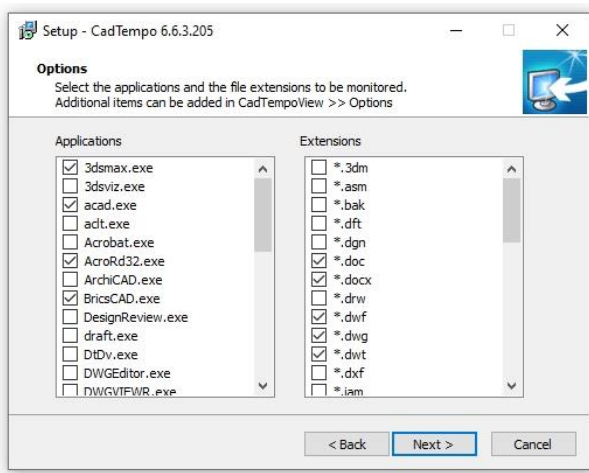 Setup - CadTempo 6.6.3.205
Options
Select the applications and the file extensions to be monitored.
Additional items can be added in CadTempoView >> Options
Applications
3dsmax.exe
3dsviz.exe
acad.exe
aclt.exe
Acrobat.exe
AcroRd32.exe
ArchiCAD.exe
BricsCAD.exe
DesignReview.exe
draft.exe
DtDv.exe
DWGEditor.exe
DWGVIEWR.exe
Extensions
*.3dm
*.asm
*.bak
*.dft
*.dgn
*.doc
*.docx
*.drw
*.dwf
*.dwg
*.dwt
*.dxf
*.iam
< Back
Next >
Cancel